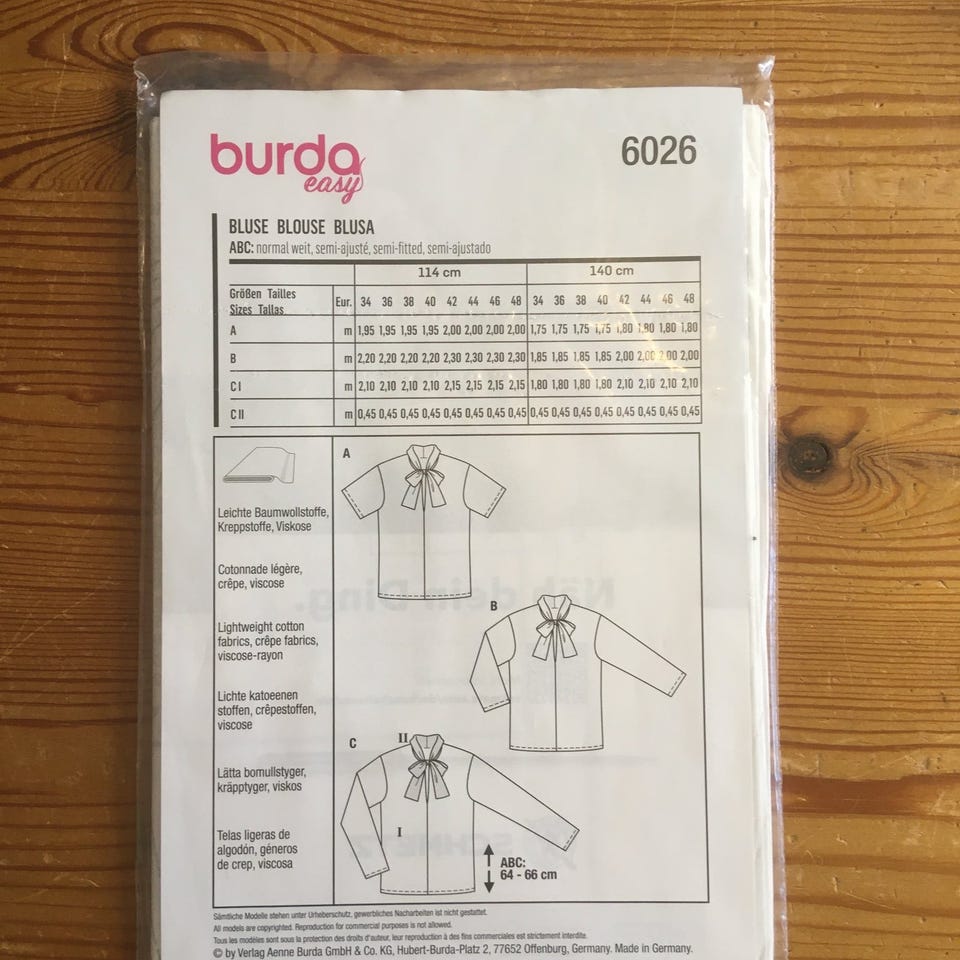 burda
easy
6026
BLUSE BLOUSE BLUSA
ABC: normal weit, semi-ajusté, semi-fitted, semi-ajustado
114 cm 140 cm
Größen Tailles
Sizes Tallas
Eur. 34 36 38 40 42 44 46 48 34 36 38 40 42 44 46 48
A m 1,95 1,95 1,95 1,95 2,00 2,00 2,00 2,00 1,75 1,75 1,75 1,75 1,80 1,80 1,80 1,80
B m 2,20 2,20 2,20 2,20 2,30 2,30 2,30 2,30 1,85 1,85 1,85 1,85 2,00 2,00 2,00 2,00
C I m 2,10 2,10 2,10 2,10 2,15 2,15 2,15 2,15 1,80 1,80 1,80 1,80 2,10 2,10 2,10 2,10
C II m 0,45 0,45 0,45 0,45 0,45 0,45 0,45 0,45 0,45 0,45 0,45 0,45 0,45 0,45 0,45 0,45
A
Leichte Baumwollstoffe,
Kreppstoffe, Viskose
Cotonnade légère,
crêpe, viscose
B
Lightweight cotton
fabrics, crêpe fabrics,
viscose-rayon
Lichte katoenen
stoffen, crêpestoffen,
viscose
C II
Lätta bomullstyger,
kräpptyger, viskos
I
Telas ligeras de
algodón, géneros
de crep, viscosa
ABC:
64 - 66 cm
Sämtliche Modelle stehen unter Urheberschutz, gewerbliches Nacharbeiten ist nicht gestattet.
All models are copyrighted. Reproduction for commercial purposes is not allowed.
Tous les modèles sont sous la protection des droits d'auteur, leur reproduction à des fins commerciales est strictement interdite.
© by Verlag Aenne Burda GmbH & Co. KG, Hubert-Burda-Platz 2, 77652 Offenburg, Germany. Made in Germany.